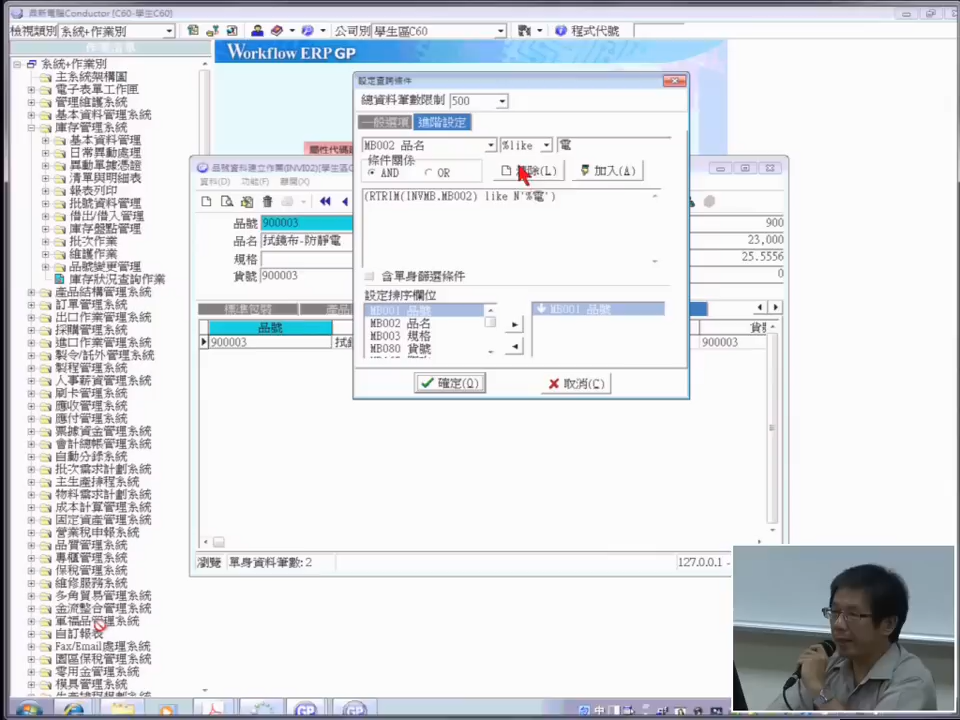 最新電腦Conductor [C60-學生C60]
檢視類別 系統+作業別 公司別 學生區C60 程式代號
作業清單
Workflow ERP GP
系統+作業別
主系統架構圖
電子表單工作匣
管理維護系統
基本資料管理系統
庫存管理系統
基本資料管理
日常異動處理
異動單據憑證
清單與明細表
報表列印
批號資料管理
借出/借入管理
庫存盤點管理
批次作業
維護作業
品號變更管理
庫存狀況查詢作業
產品結構管理系統
訂單管理系統
出口作業系統
採購管理系統
進口作業系統
製令/託外管理系統
製程管理系統
人事薪資管理系統
刷卡管理系統
應收管理系統
應付管理系統
票據資金管理系統
會計總帳管理系統
自動分錄系統
批次需求計劃系統
主生產排程系統
物料需求計劃系統
成本計算管理系統
固定資產管理系統
營業稅申報系統
品質管理系統
專櫃管理系統
保稅管理系統
維修服務系統
多角貿易管理系統
金流整合管理系統
軍福品管理系統
自訂報表
Fax/Email處理系統
園區保稅管理系統
零用金管理系統
模具管理系統
屬性代碼
品號資料建立作業(INVI02)[學生區
資料(D) 功能(F) 離開(X)
品號 900003
品名 拭鏡布-防靜電
規格
貨號 900003
900
23,000
25.5556
0
標準包裝 產品
品號
900003 拭 900003
瀏覽 單身資料筆數:2 127.0.0.1
設定查詢條件
總資料筆數限制 500
一般選項 進階設定
MB002 品名 %like 電
條件關係
AND OR 清除(L) 加入(A)
(RTRIM(INVMB.MB002) like N'%電')
含單身篩選條件
設定排序欄位
MB001 品號 MB001 品號
MB002 品名
MB003 規格
MB080 貨號
確定(O) 取消(C)